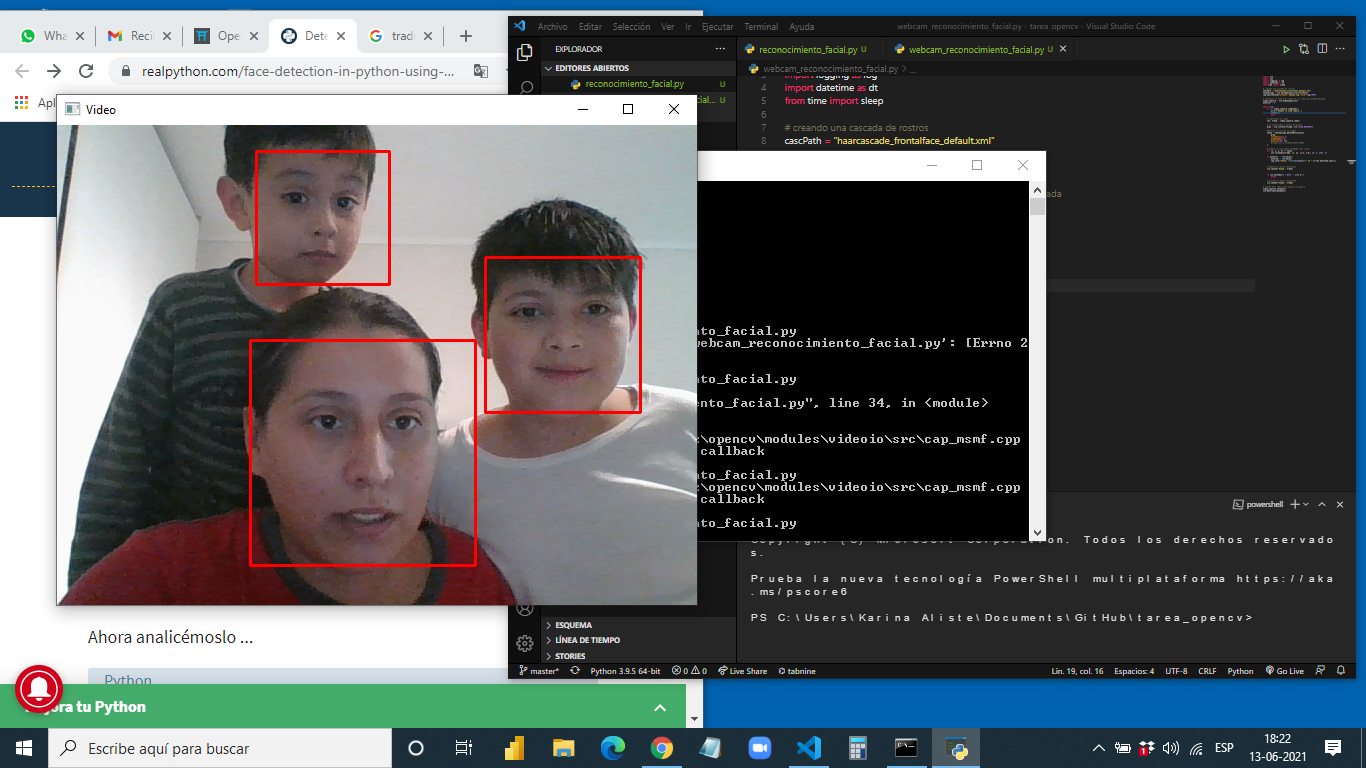 Wha
Reci
Ope
Dete
trad
realpython.com/face-detection-in-python-using-...
Apl
Video
Ahora analicémoslo ...
Python
jora tu Python
Archivo Editar Selección Ver Ir Ejecutar Terminal Ayuda
webcam_reconocimiento_facial.py - tarea_opencv - Visual Studio Code
EXPLORADOR
EDITORES ABIERTOS
reconocimiento_facial.py U
cial... U
reconocimiento_facial.py U
webcam_reconocimiento_facial.py U
webcam_reconocimiento_facial.py > ...
3 import logging as log
4 import datetime as dt
5 from time import sleep
6
7 # creando una cascada de rostros
8 cascPath = "haarcascade_frontalface_default.xml"
ada
nto_facial.py
webcam_reconocimiento_facial.py': [Errno 2
nto_facial.py
ento_facial.py", line 34, in <module>
:\opencv\modules\videoio\src\cap_msmf.cpp
callback
nto_facial.py
:\opencv\modules\videoio\src\cap_msmf.cpp
callback
nto_facial.py
powershell
Copyright (C) Microsoft Corporation. Todos los derechos reservado
s.
Prueba la nueva tecnología PowerShell multiplataforma https://aka
.ms/pscore6
PS C:\Users\Karina Aliste\Documents\GitHub\tarea_opencv>
ESQUEMA
LÍNEA DE TIEMPO
STORIES
master* Python 3.9.5 64-bit 0 0 Live Share tabnine
Lin. 19, col. 16 Espacios: 4 UTF-8 CRLF Python Go Live
Escribe aquí para buscar
ESP
18:22
13-06-2021